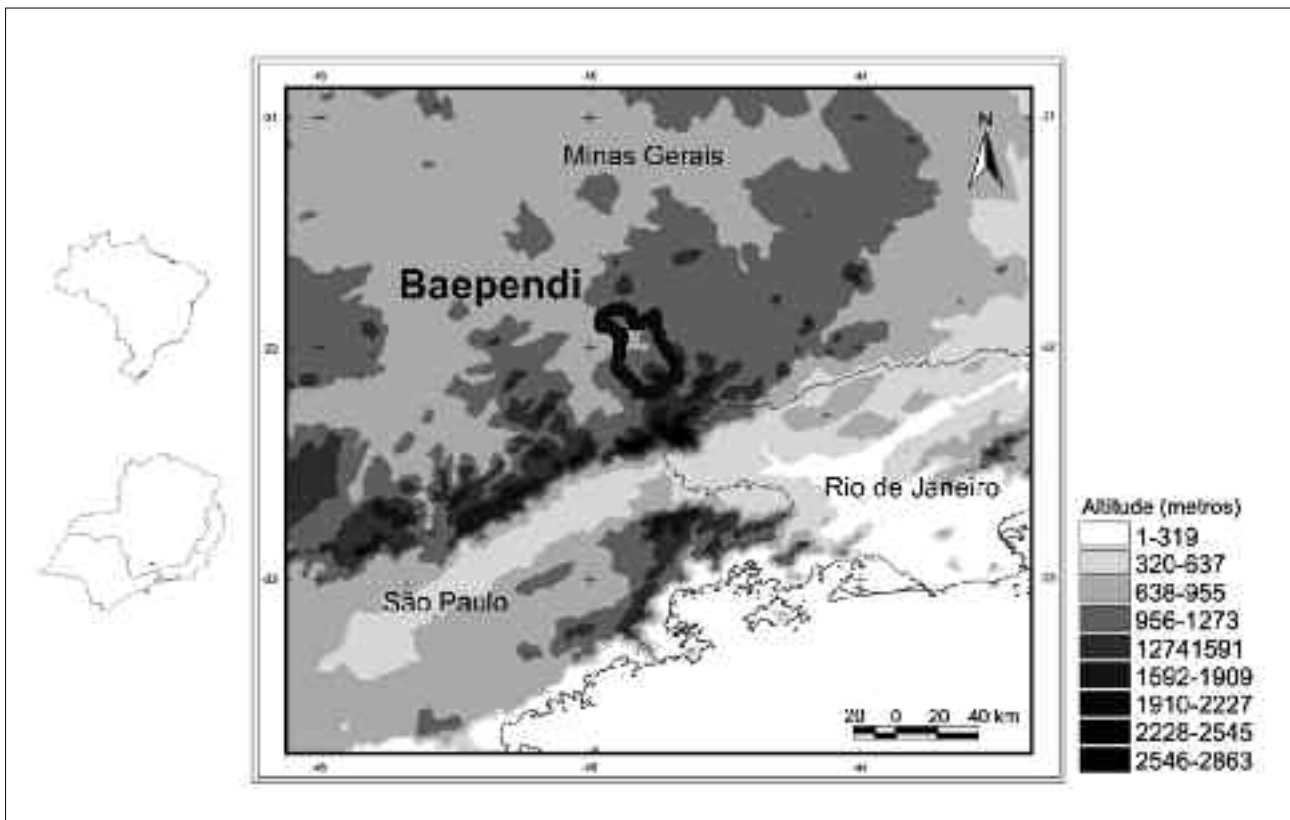 Minas Gerais
N
Baependi
Rio de Janeiro
São Paulo
20 0 20 40 km
Altitude (metros)
1-319
320-637
638-955
956-1273
12741591
1592-1909
1910-2227
2228-2545
2546-2863